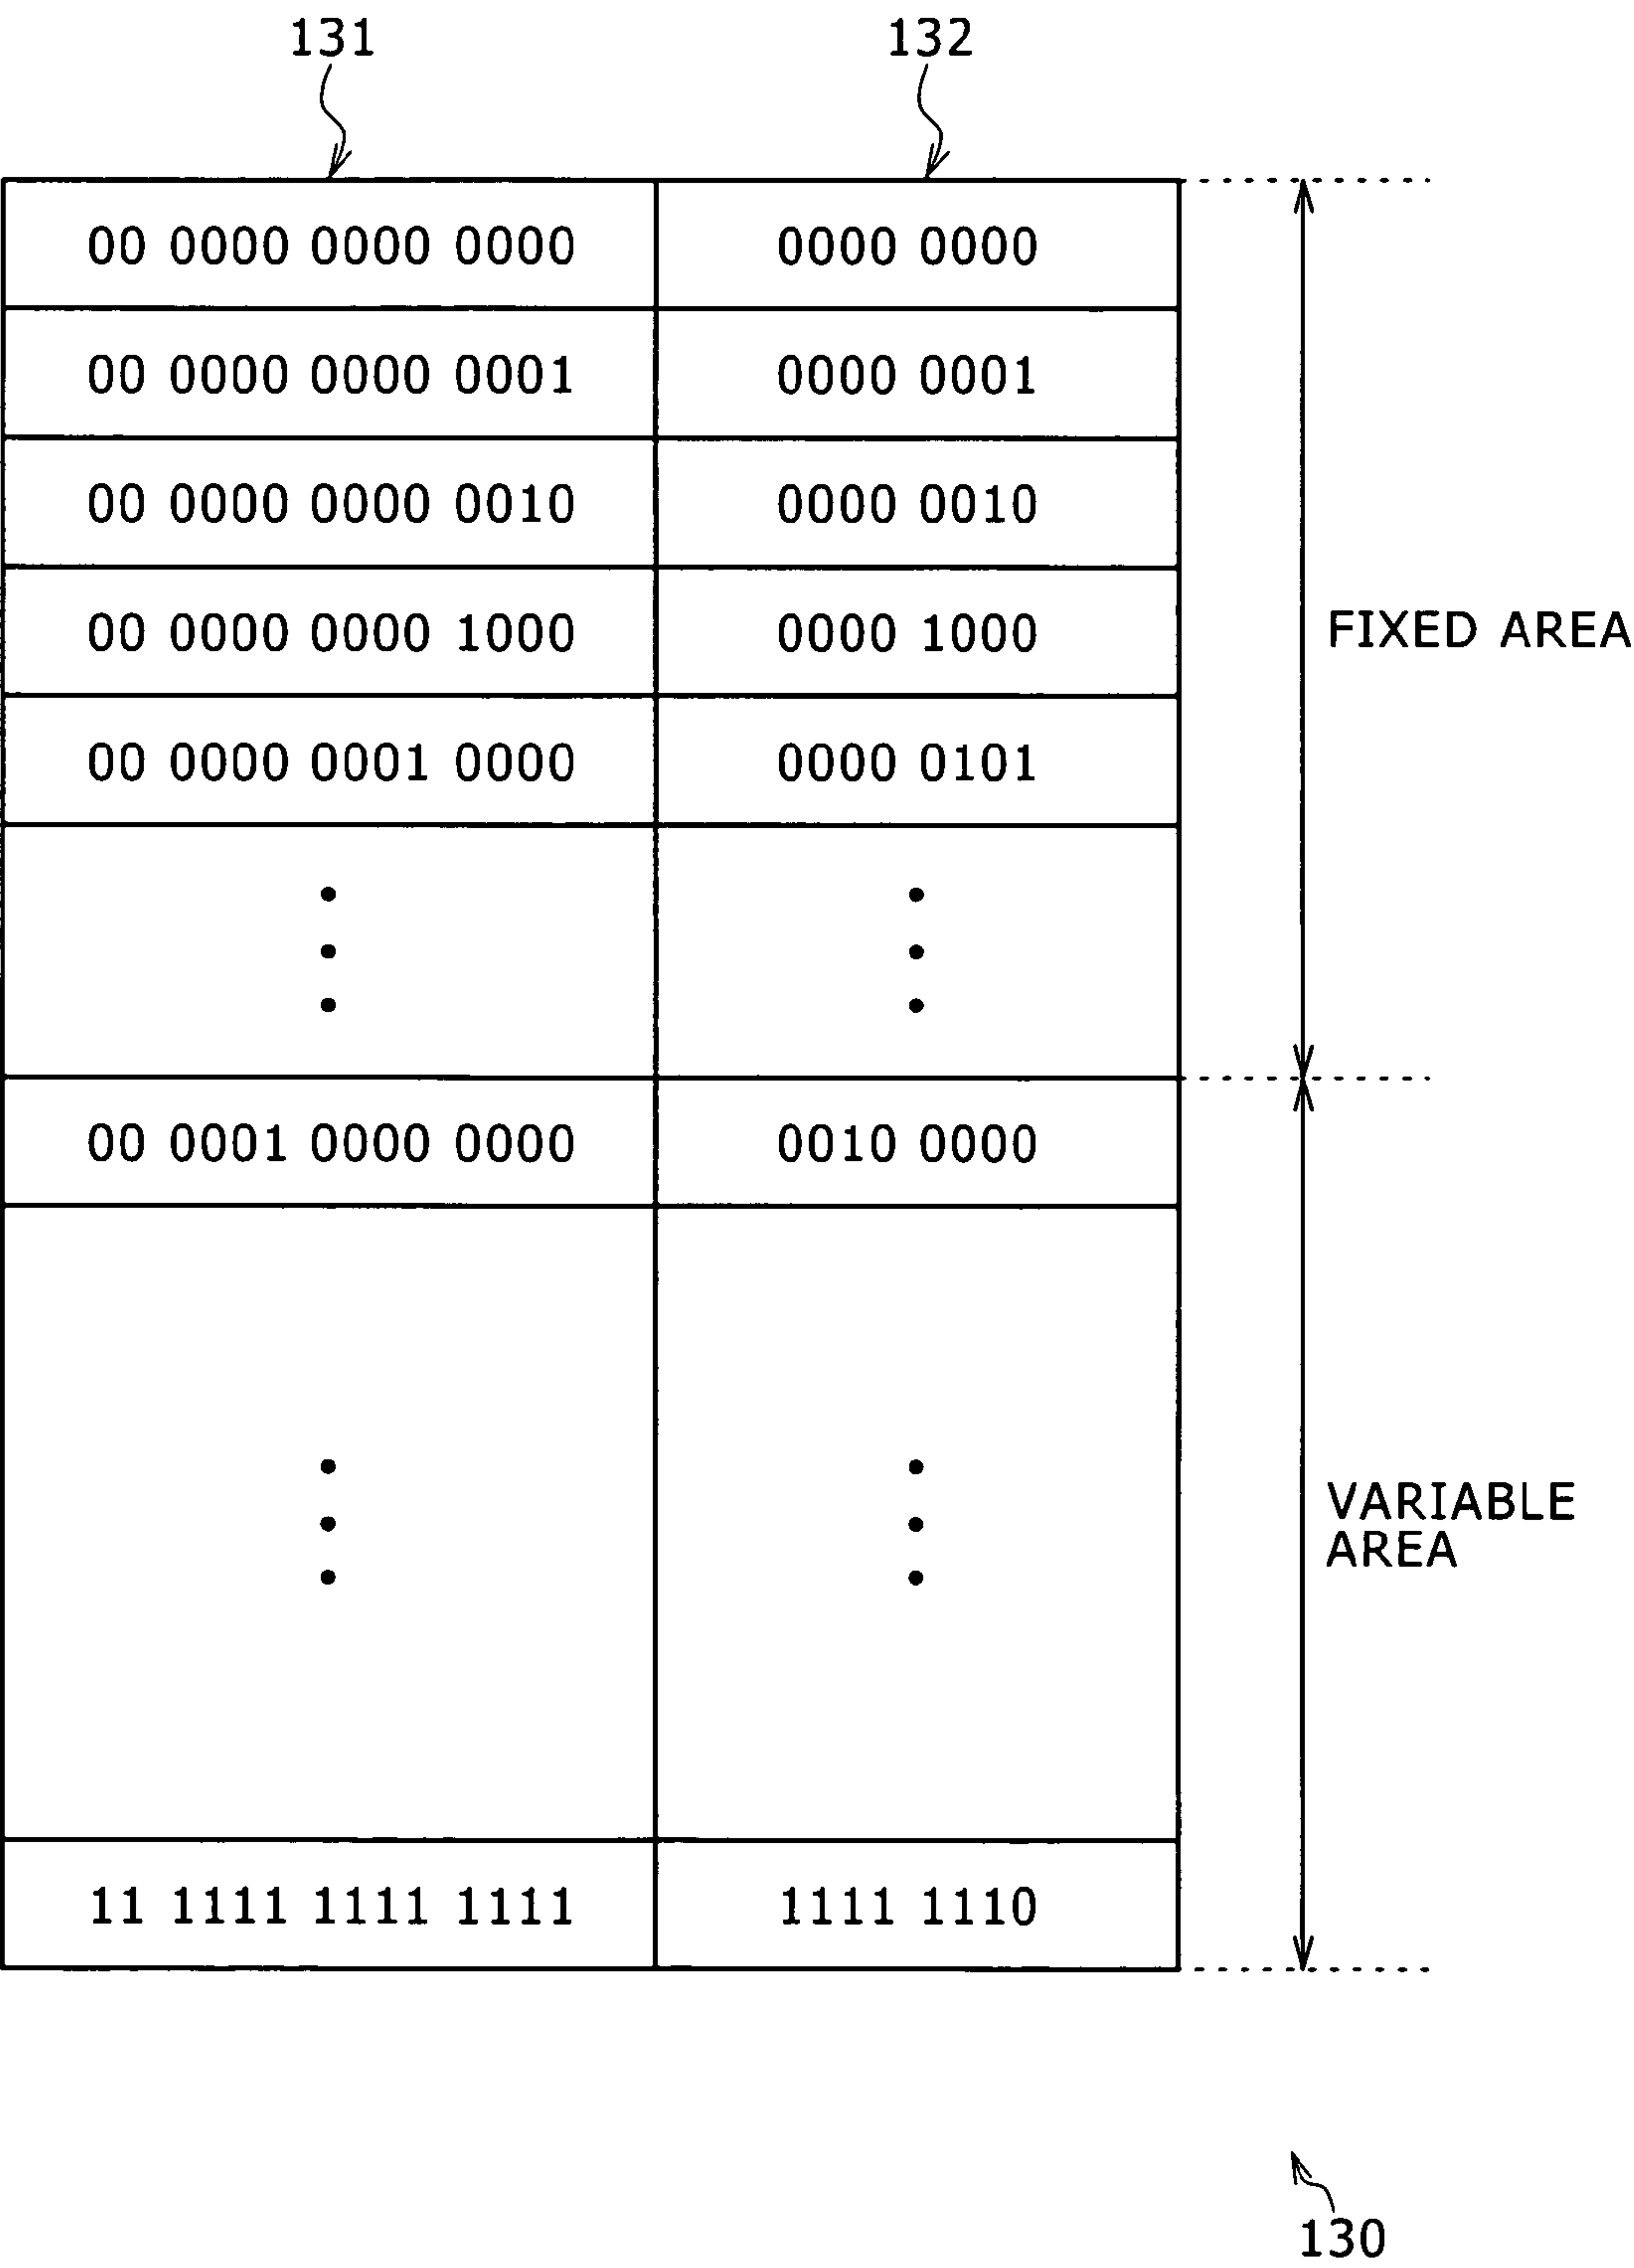 131 132
00 0000 0000 0000 0000 0000
00 0000 0000 0001 0000 0001
00 0000 0000 0010 0000 0010
00 0000 0000 1000 0000 1000
FIXED AREA
00 0000 0001 0000 0000 0101
00 0001 0000 0000 0010 0000
VARIABLE
AREA
11 1111 1111 1111 1111 1110
130